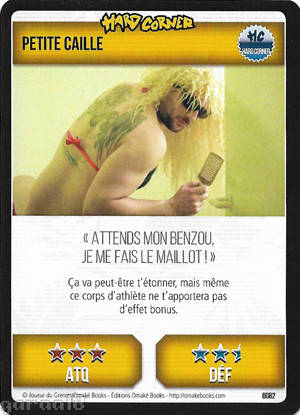 HARD CORNER
PETITE CAILLE
HC
HARD CORNER
« ATTENDS MON BENZOU,
JE ME FAIS LE MAILLOT ! »
Ça va peut-être t'étonner, mais même
ce corps d'athlète ne t'apportera pas
d'effet bonus.
ATQ
DÉF
© Joueur du Grenier/Omaké Books - Éditions Omaké Books - http://omakebooks.com/
0082